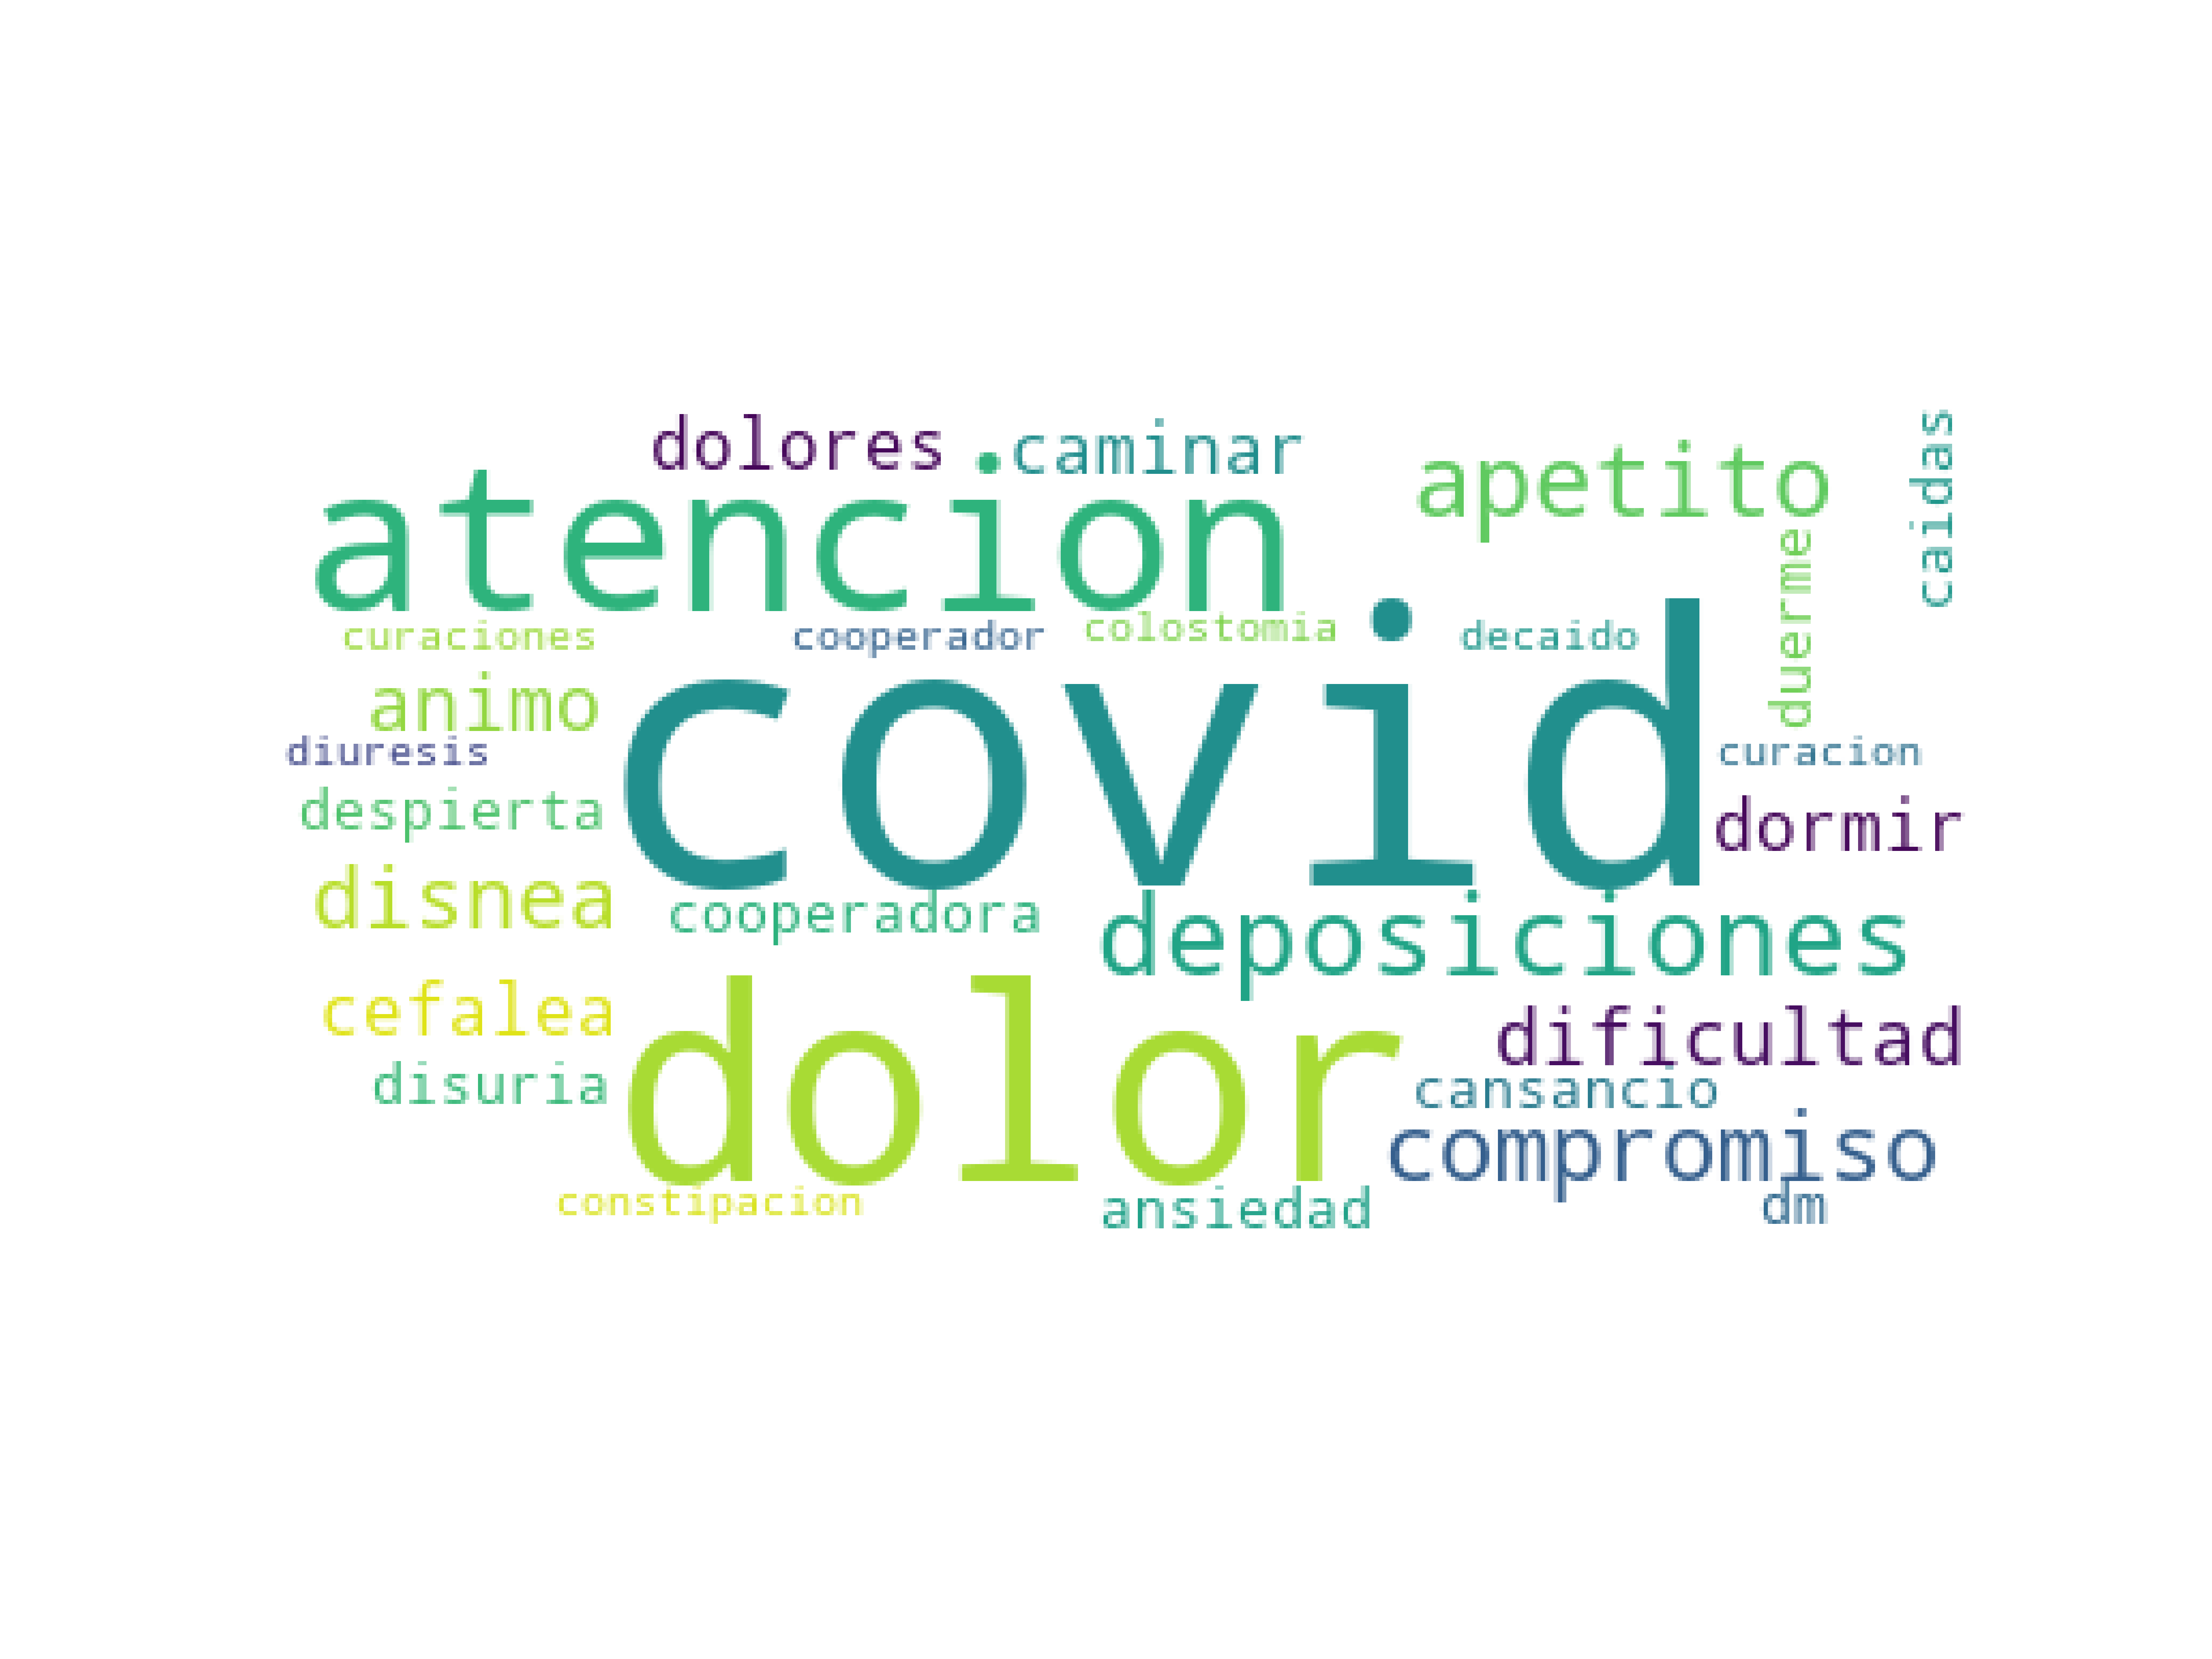 dolores
caminar
apetito
caidas
atencion
duerme
curaciones
cooperador
colostomia
decaido
animo
covid
diuresis
curacion
despierta
dormir
disnea
cooperadora
deposiciones
cefalea
dolor
dificultad
disuria
cansancio
compromiso
constipacion
ansiedad
dm